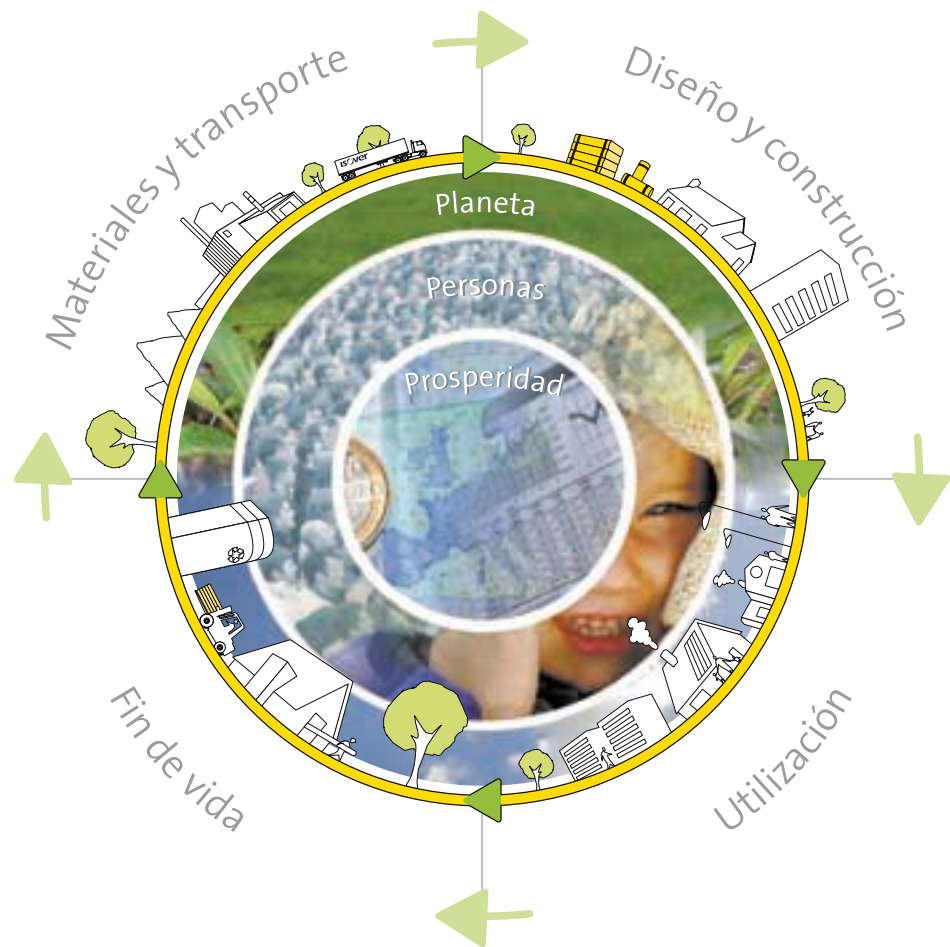 Materiales y transporte
Diseño y construcción
isover
Planeta
Personas
Prosperidad
Fin de vida
Utilización